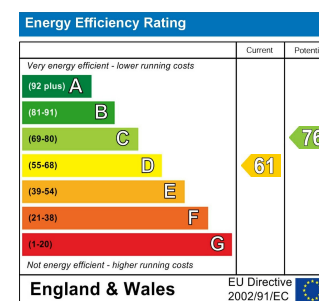 Energy Efficiency Rating
Current
Very energy efficient - lower running costs
(92 plus) A
(81-91) B
(69-80) C
76
(55-68) D
61
(39-54) E
(21-38) F
(1-20) G
Not energy efficient - higher running costs
England & Wales
EU Directive
2002/91/EC